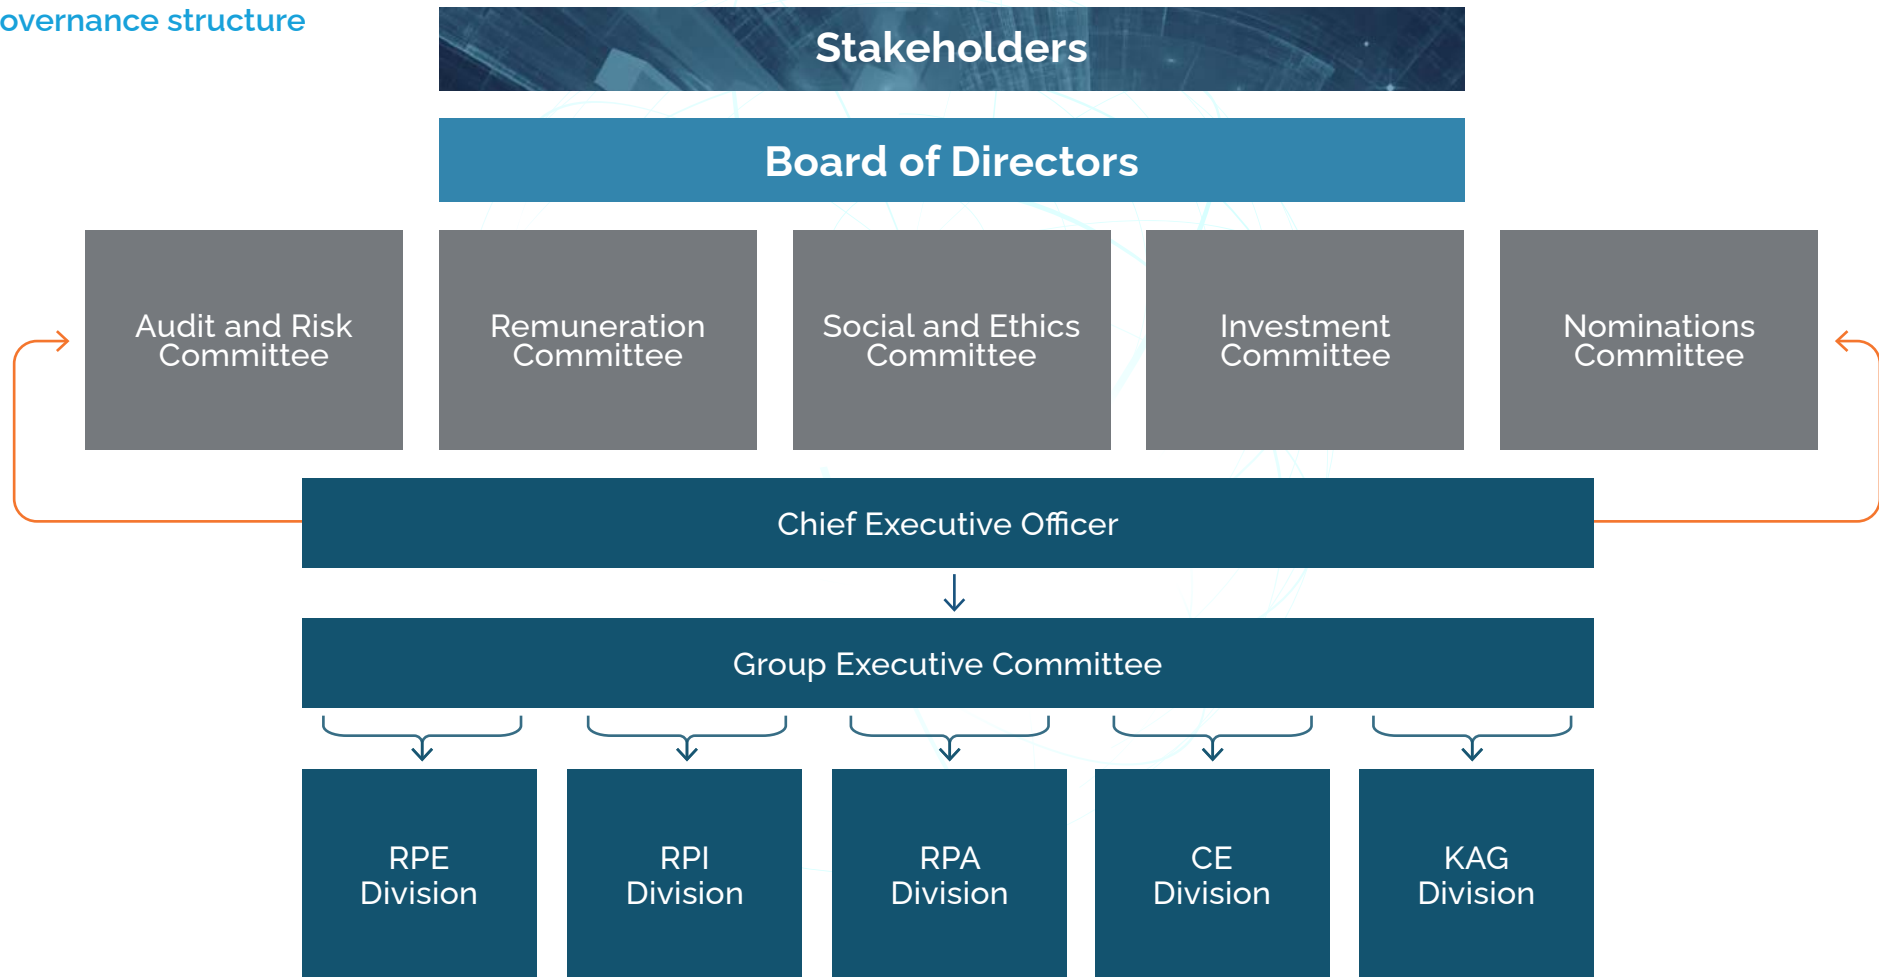 overnance structure
Stakeholders
Board of Directors
Audit and Risk
Committee
Remuneration
Committee
Social and Ethics
Committee
Investment
Committee
Nominations
Committee
Chief Executive Officer
Group Executive Committee
RPE
Division
RPI
Division
RPA
Division
CE
Division
KAG
Division